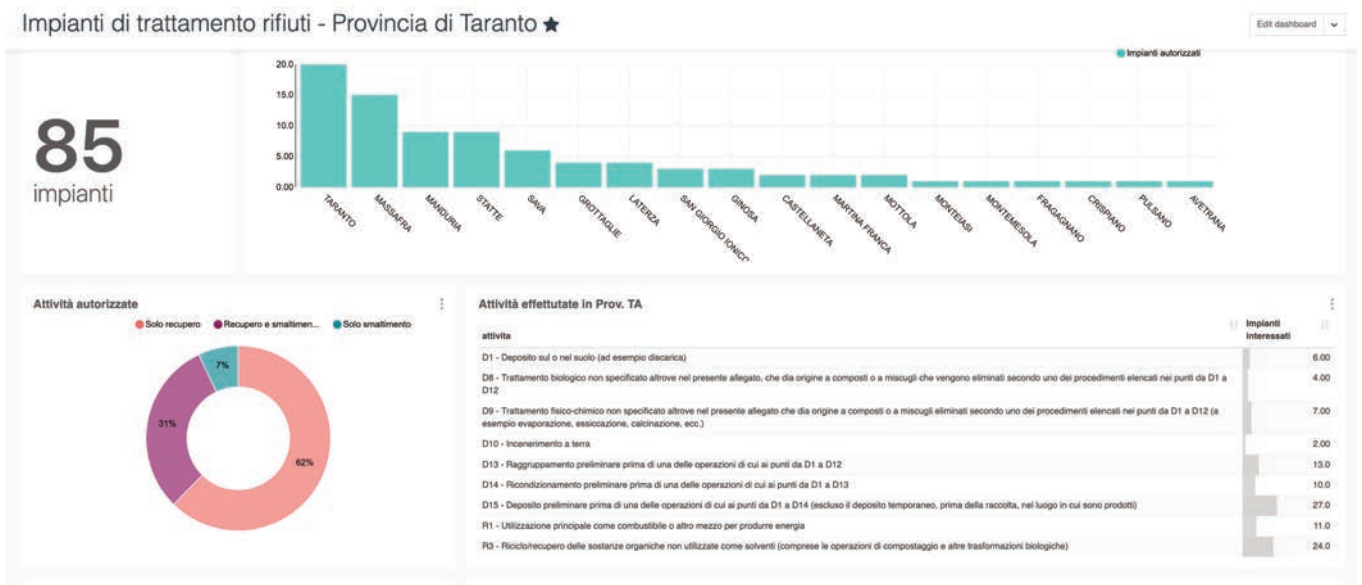 Impianti di trattamento rifiuti - Provincia di Taranto ★
Edit dashboard
85
impianti
Impianti autorizzati
20.0
15.0
10.0
5.00
0.00
TARANTO
MASSAFRA
MANDURIA
STATTE
SAVA
GROTTAGLIE
LATERZA
SAN GIORGIO IONICO
GINOSA
CASTELLANETA
MARTINA FRANCA
MOTTOLA
MONTEIASI
MONTEMESOLA
FRAGAGNANO
CRISPIANO
PULSANO
AVETRANA
Attività autorizzate
Solo recupero
Recupero e smaltimen...
Solo smaltimento
7%
31%
62%
Attività effettutate in Prov. TA
attivita
Impianti
interessati
D1 - Deposito sul o nel suolo (ad esempio discarica)
6.00
D8 - Trattamento biologico non specificato altrove nel presente allegato, che dia origine a composti o a miscugli che vengono eliminati secondo uno dei procedimenti elencati nei punti da D1 a
D12
4.00
D9 - Trattamento fisico-chimico non specificato altrove nel presente allegato che dia origine a composti o a miscugli eliminati secondo uno dei procedimenti elencati nei punti da D1 a D12 (a
esempio evaporazione, essiccazione, calcinazione, ecc.)
7.00
D10 - Incenerimento a terra
2.00
D13 - Raggruppamento preliminare prima di una delle operazioni di cui ai punti da D1 a D12
13.0
D14 - Ricondizionamento preliminare prima di una delle operazioni di cui ai punti da D1 a D13
10.0
D15 - Deposito preliminare prima di una delle operazioni di cui ai punti da D1 a D14 (escluso il deposito temporaneo, prima della raccolta, nel luogo in cui sono prodotti)
27.0
R1 - Utilizzazione principale come combustibile o altro mezzo per produrre energia
11.0
R3 - Riciclo/recupero delle sostanze organiche non utilizzate come solventi (comprese le operazioni di compostaggio e altre trasformazioni biologiche)
24.0